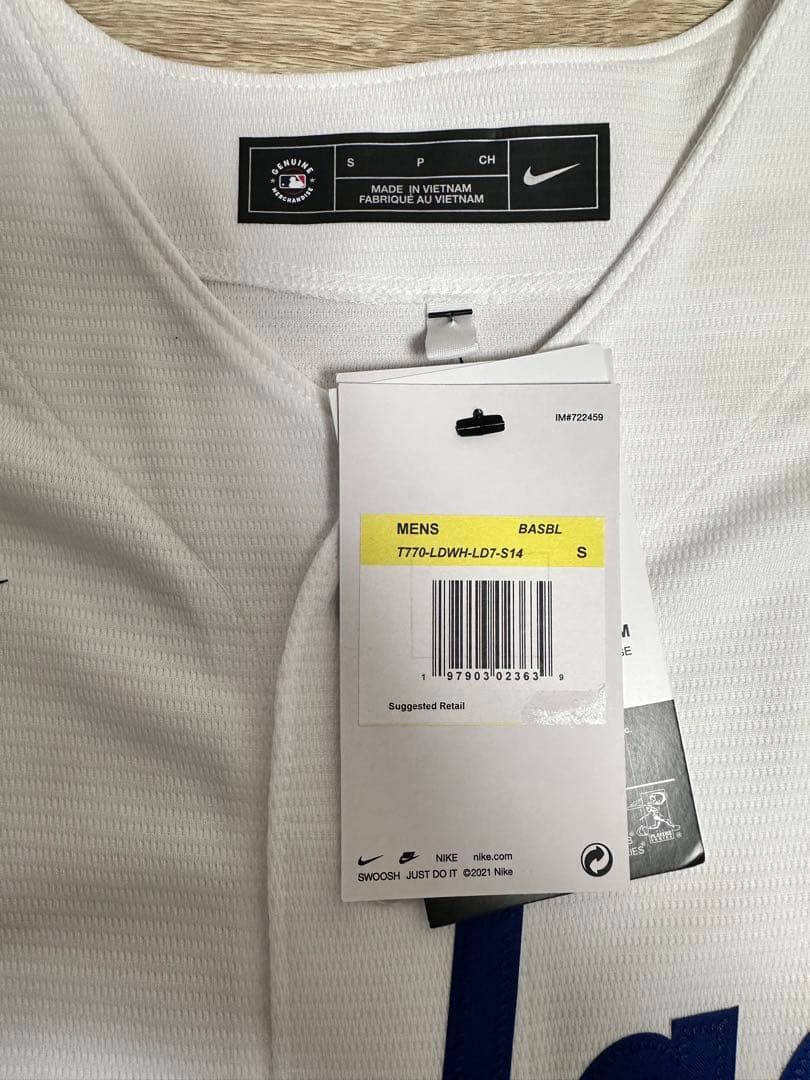 GENUINE
MERCHANDISE
S P CH
MADE IN VIETNAM
FABRIQUÉ AU VIETNAM
IM#722459
MENS BASBL
T770-LDWH-LD7-S14 S
1 97903 02363 9
Suggested Retail
NIKE nike.com
SWOOSH JUST DO IT ©2021 Nike